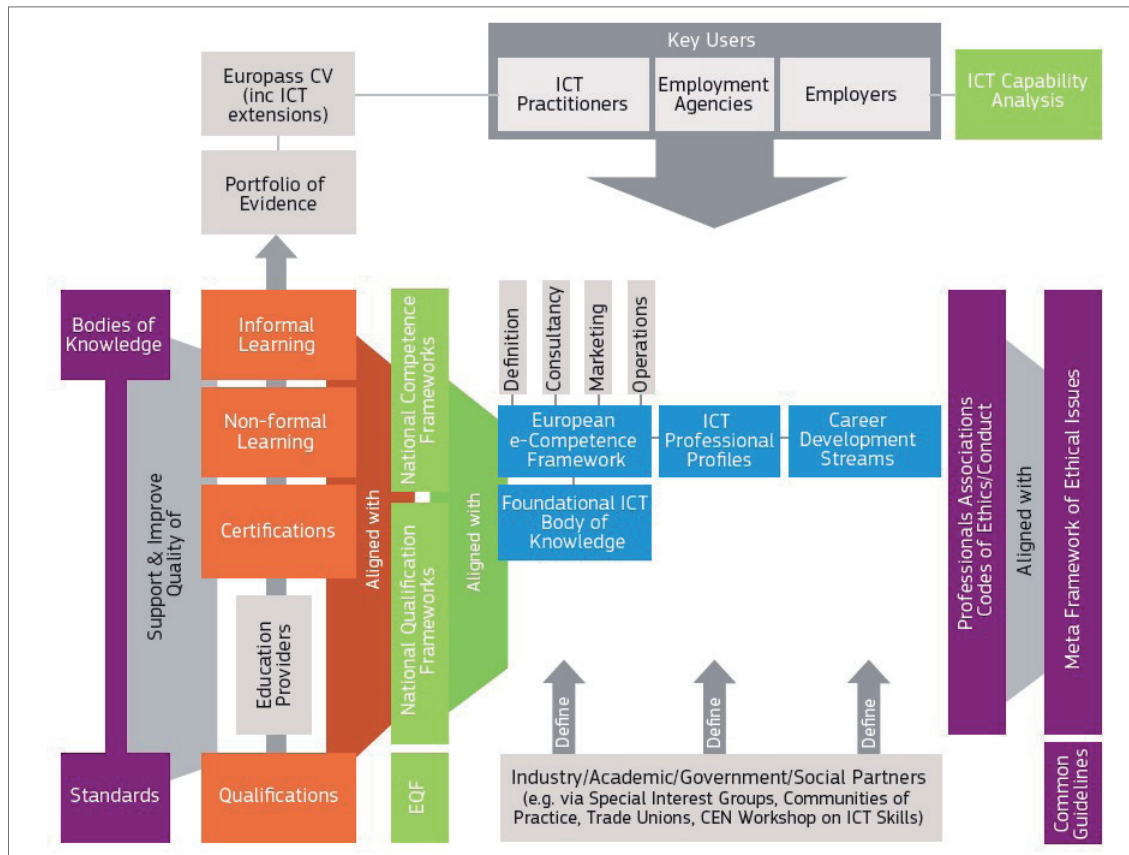 Key Users
Europass CV
(inc ICT
extensions)
ICT
Practitioners
Employment
Agencies
Employers
ICT Capability
Analysis
Portfolio of
Evidence
Bodies of
Knowledge
Standards
Support & Improve
Quality of
Informal
Learning
Non-formal
Learning
Certifications
Education
Providers
Qualifications
Aligned with
National Competence
Frameworks
National Qualification
Frameworks
EQF
Aligned with
Definition
Consultancy
Marketing
Operations
European
e-Competence
Framework
ICT
Professional
Profiles
Career
Development
Streams
Foundational ICT
Body of
Knowledge
Define
Define
Define
Industry/Academic/Government/Social Partners
(e.g. via Special Interest Groups, Communities of
Practice, Trade Unions, CEN Workshop on ICT Skills)
Professionals Associations
Codes of Ethics/Conduct
Aligned with
Meta Framework of Ethical Issues
Common
Guidelines